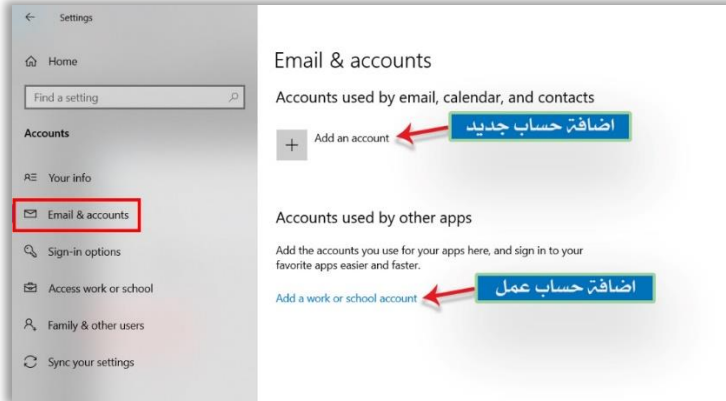 Settings
Home
Find a setting
Accounts
Your info
Email & accounts
Sign-in options
Access work or school
Family & other users
Sync your settings
Email & accounts
Accounts used by email, calendar, and contacts
Add an account
اضافة حساب جديد
Accounts used by other apps
Add the accounts you use for your apps here, and sign in to your
favorite apps easier and faster.
Add a work or school account
اضافة حساب عمل